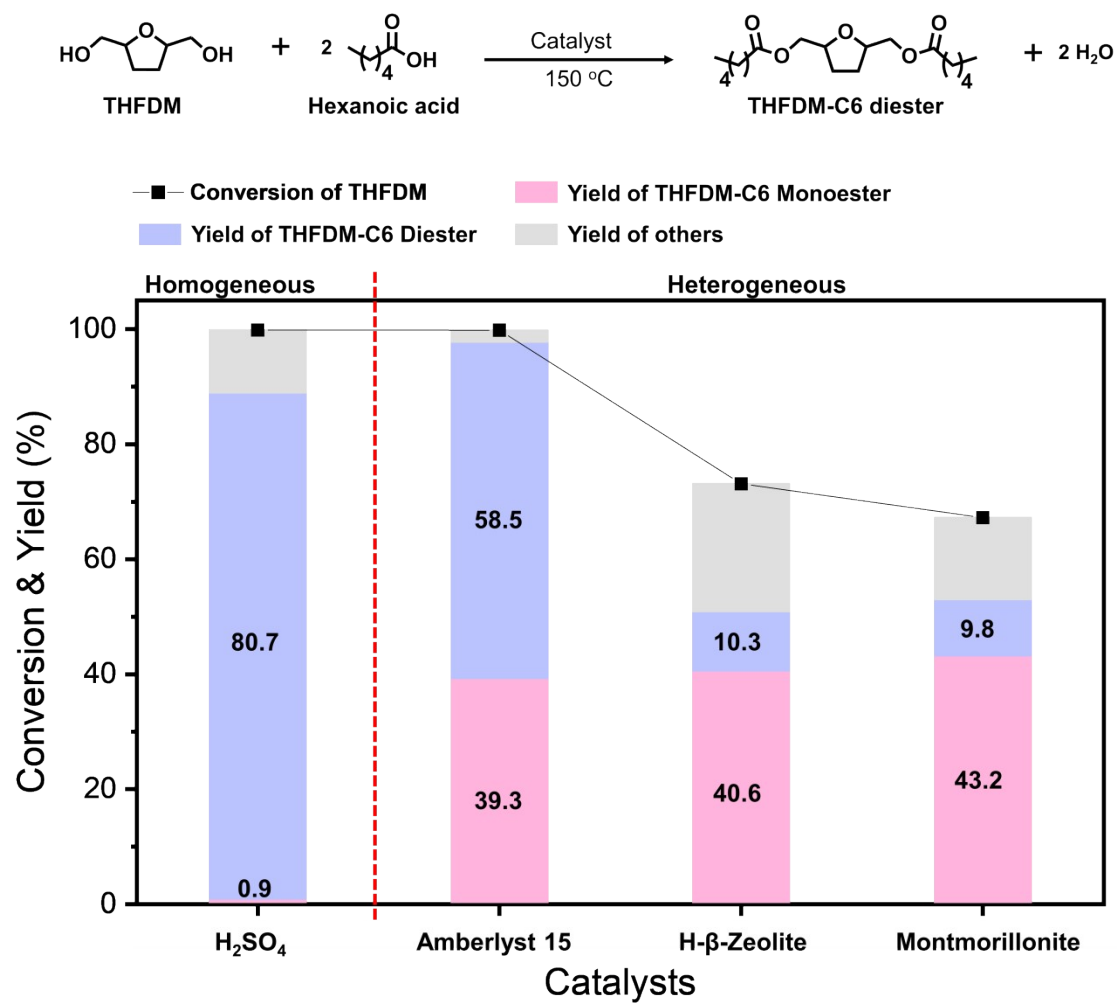 HO O OH + 2 O OH 4 Catalyst 150 °C O O O O O 4 4 + 2 H₂O
THFDM Hexanoic acid THFDM-C6 diester
Conversion of THFDM Yield of THFDM-C6 Monoester
Yield of THFDM-C6 Diester Yield of others
Homogeneous Heterogeneous
Conversion & Yield (%)
100
80
60
40
20
0
80.7
0.9
58.5
39.3
10.3
40.6
9.8
43.2
H₂SO₄ Amberlyst 15 H-β-Zeolite Montmorillonite
Catalysts